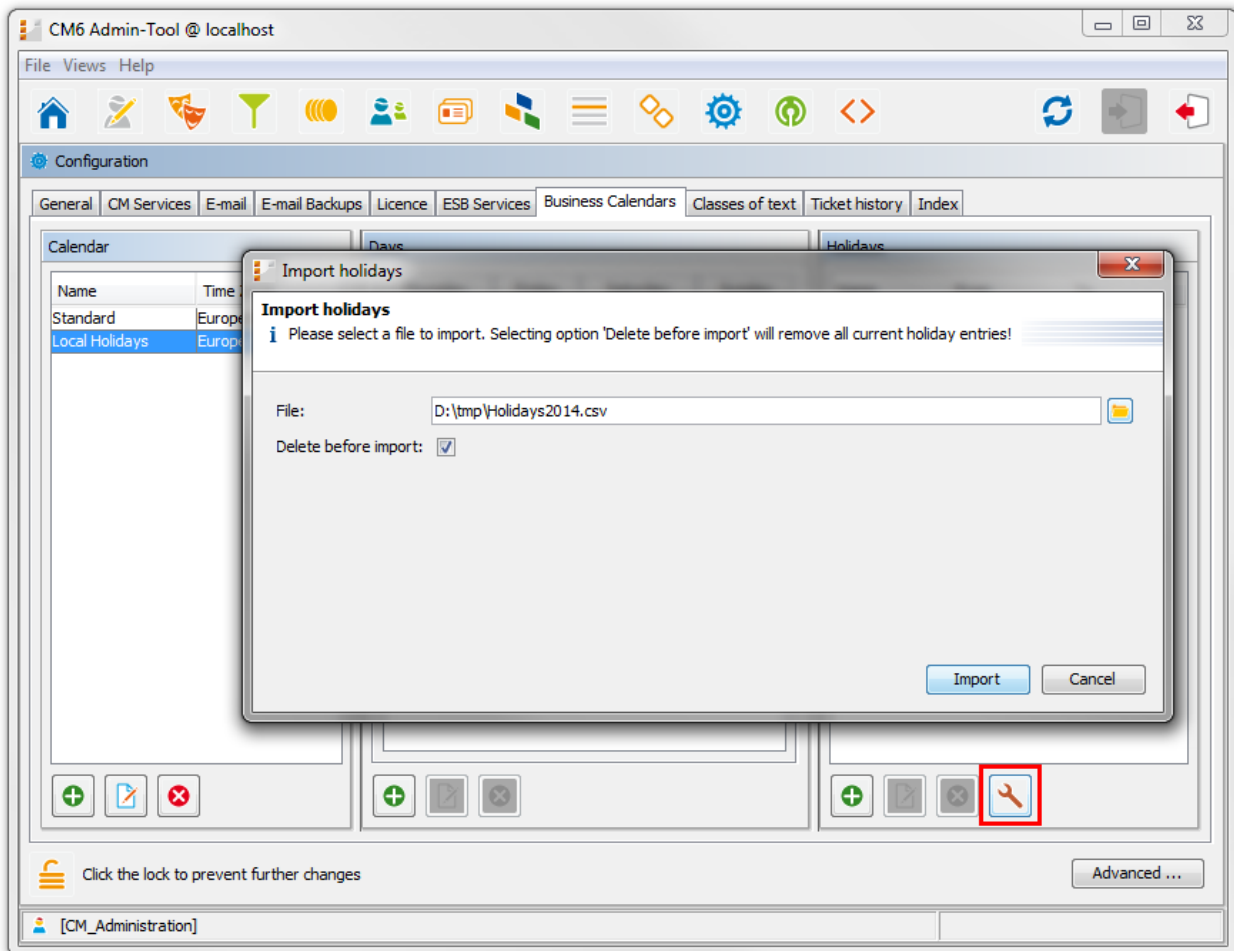 CM6 Admin-Tool @ localhost
File Views Help
Configuration
General CM Services E-mail E-mail Backups Licence ESB Services Business Calendars Classes of text Ticket history Index
Calendar Days Holidays
Import holidays
Name Time
Import holidays
Standard Europe
i Please select a file to import. Selecting option 'Delete before import' will remove all current holiday entries!
Local Holidays Europe
File: D:\tmp\Holidays2014.csv
Delete before import:
Import Cancel
Click the lock to prevent further changes Advanced ...
[CM_Administration]